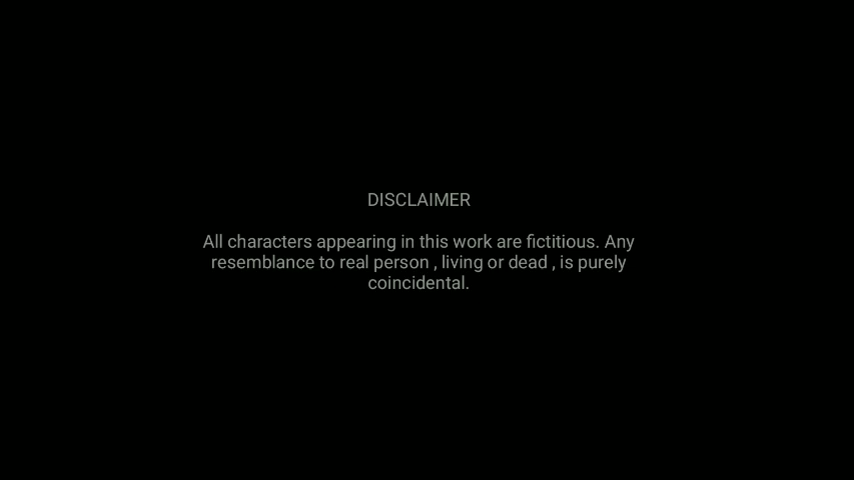 DISCLAIMER
All characters appearing in this work are fictitious. Any
resemblance to real person , living or dead , is purely
coincidental.